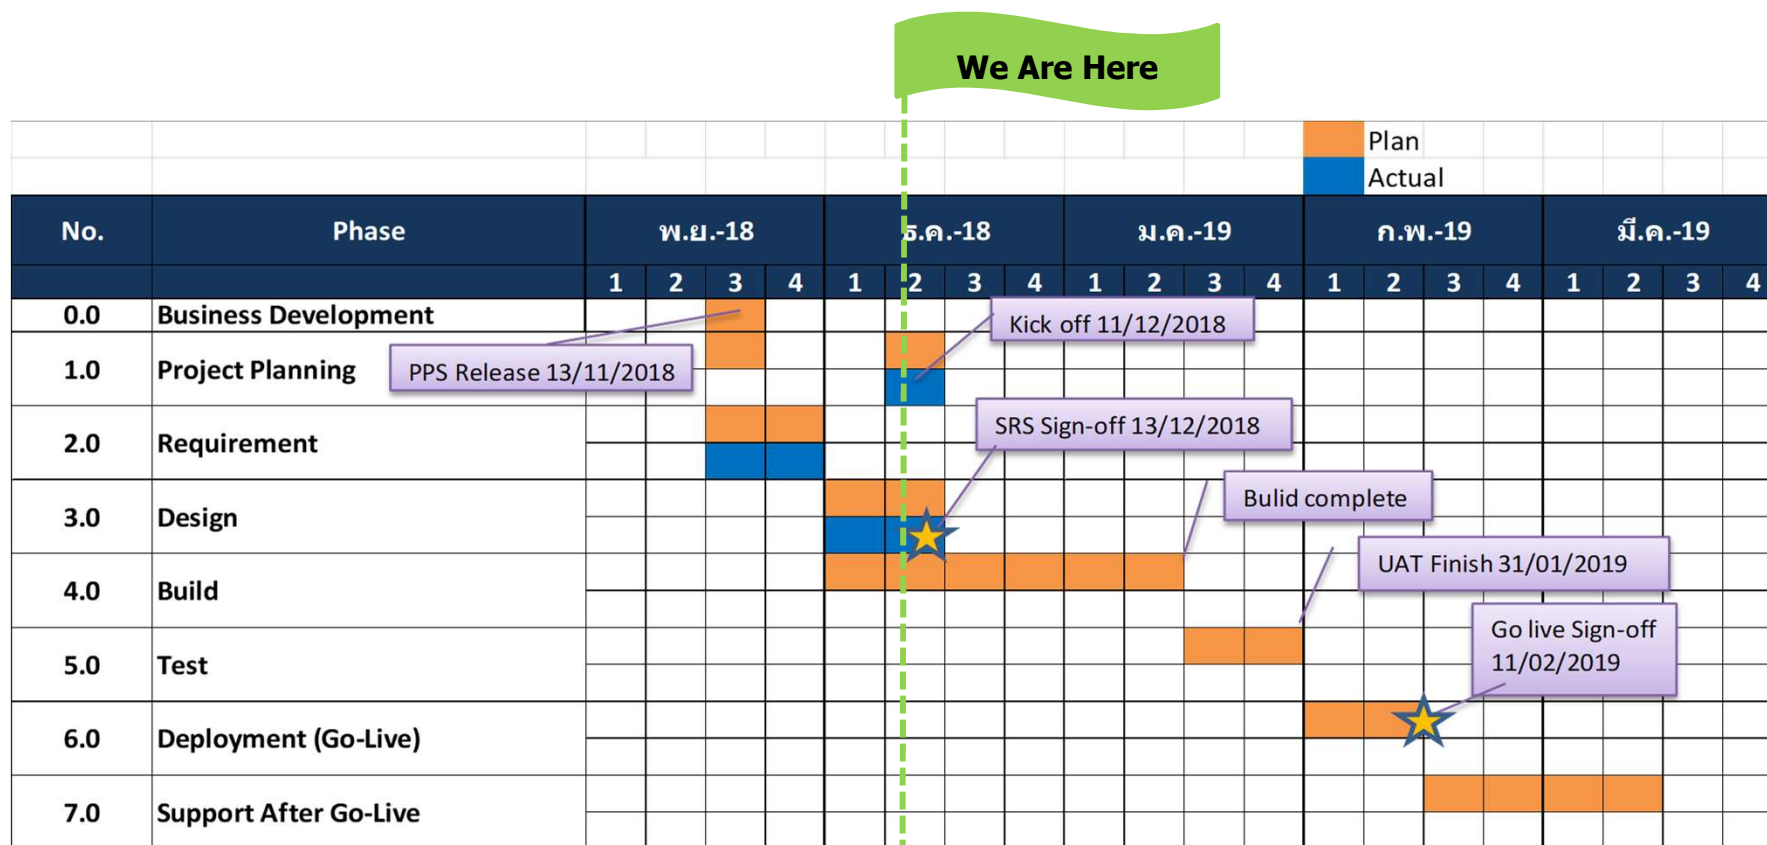 We Are Here
Plan
Actual
No. Phase พ.ย.-18 ธ.ค.-18 ม.ค.-19 ก.พ.-19 มี.ค.-19
1 2 3 4 1 2 3 4 1 2 3 4 1 2 3 4 1 2 3 4
0.0 Business Development
Kick off 11/12/2018
1.0 Project Planning
PPS Release 13/11/2018
SRS Sign-off 13/12/2018
2.0 Requirement
Bulid complete
3.0 Design
UAT Finish 31/01/2019
4.0 Build
Go live Sign-off
11/02/2019
5.0 Test
6.0 Deployment (Go-Live)
7.0 Support After Go-Live